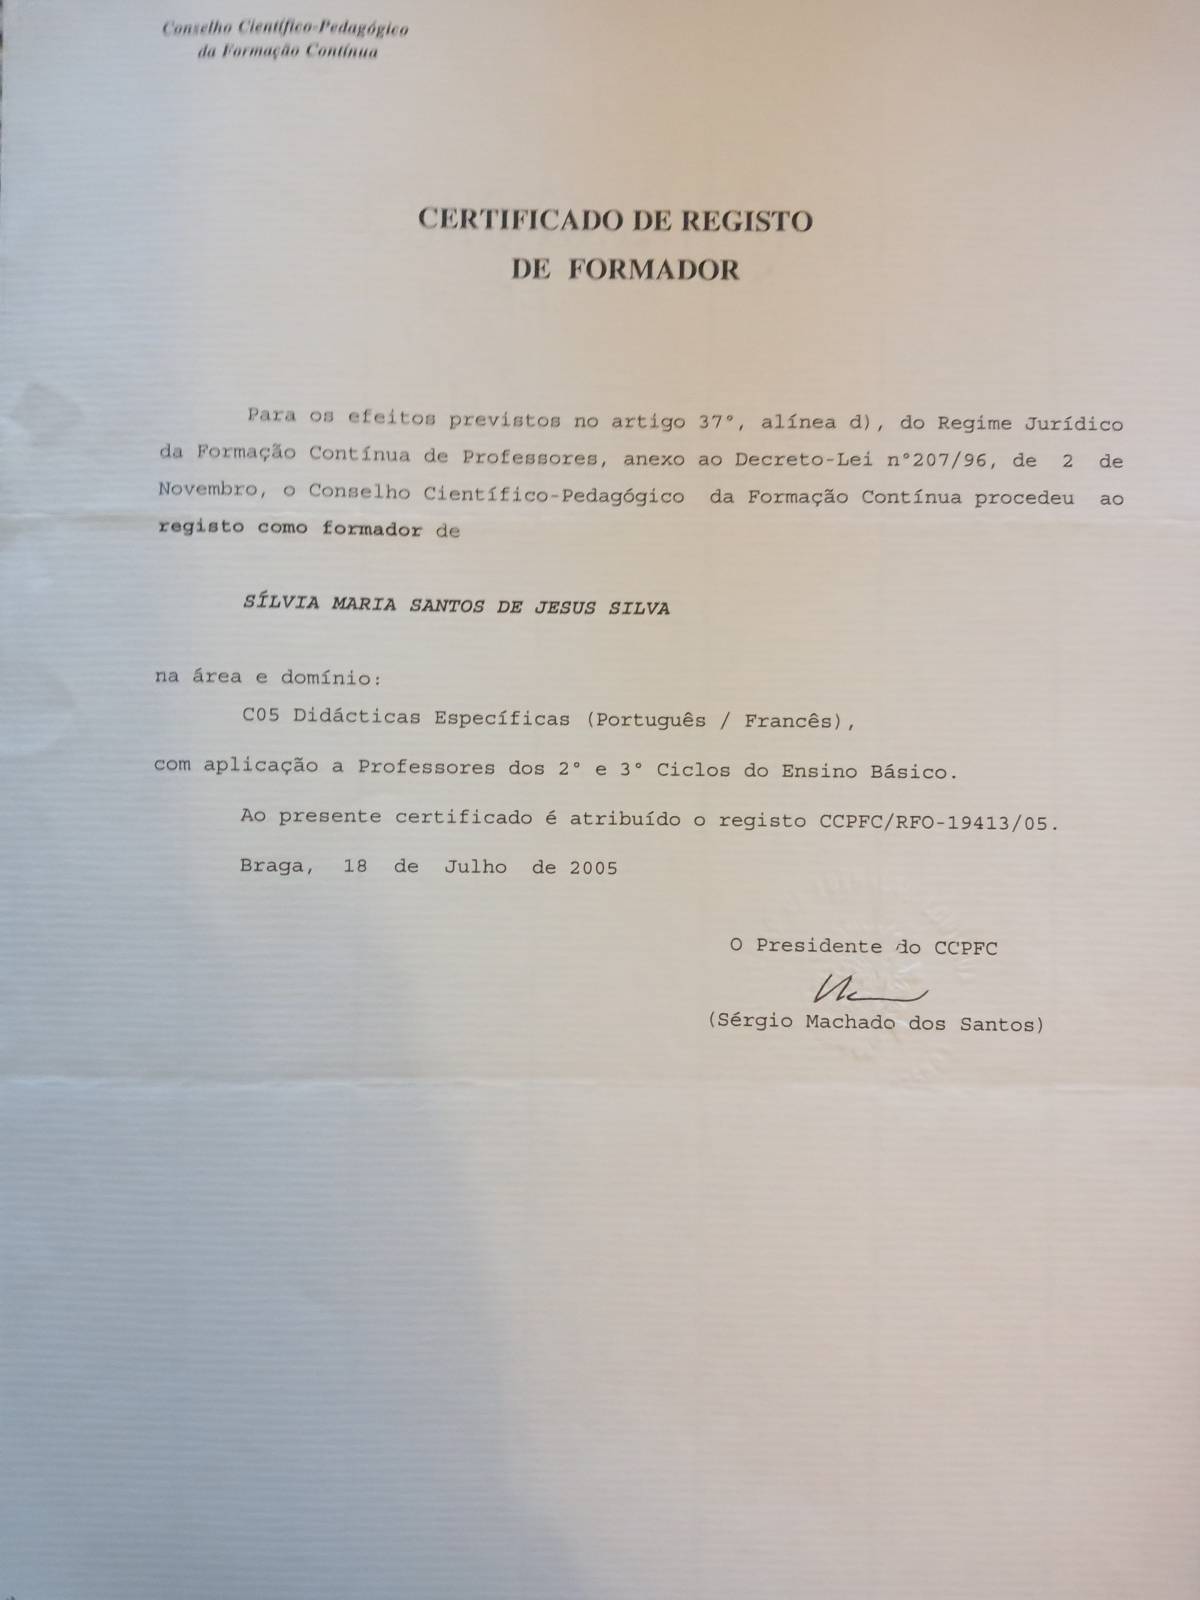 Conselho Científico-Pedagógico
da Formação Contínua
CERTIFICADO DE REGISTO
DE FORMADOR
Para os efeitos previstos no artigo 37º, alínea d), do Regime Jurídico
da Formação Contínua de Professores, anexo ao Decreto-Lei nº207/96, de 2 de
Novembro, o Conselho Científico-Pedagógico da Formação Contínua procedeu ao
registo como formador de
SÍLVIA MARIA SANTOS DE JESUS SILVA
na área e domínio:
C05 Didácticas Específicas (Português / Francês),
com aplicação a Professores dos 2º e 3º Ciclos do Ensino Básico.
Ao presente certificado é atribuído o registo CCPFC/RFO-19413/05.
Braga, 18 de Julho de 2005
O Presidente do CCPFC
(Sérgio Machado dos Santos)